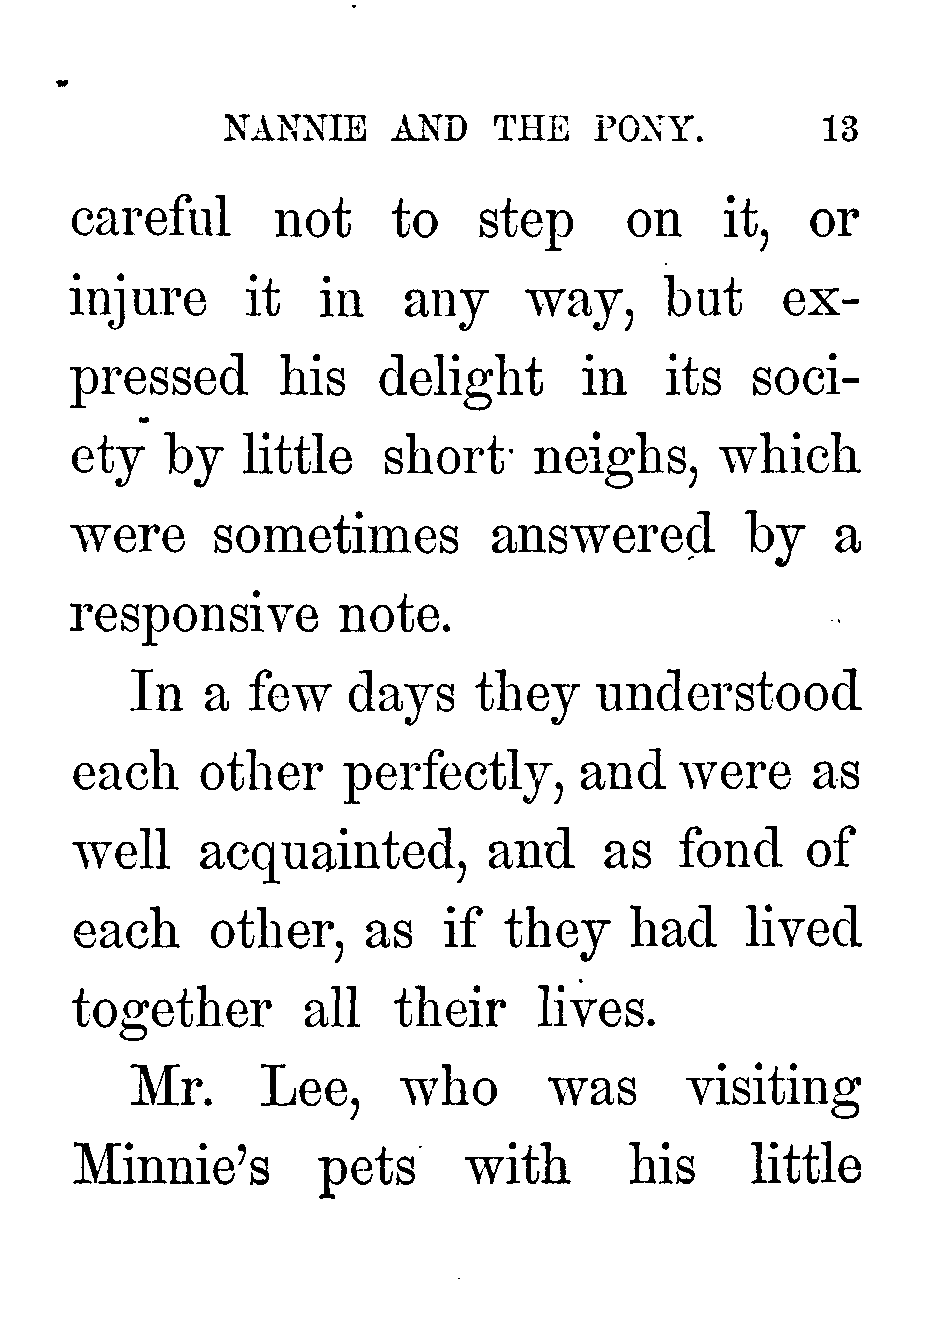 NANNIE AND THE PONY. 13
careful not to step on it, or
injure it in any way, but ex-
pressed his delight in its soci-
ety by little short neighs, which
were sometimes answered by a
responsive note.
In a few days they understood
each other perfectly, and were as
well acquainted, and as fond of
each other, as if they had lived
together all their lives.
Mr. Lee, who was visiting
Minnie's pets with his little